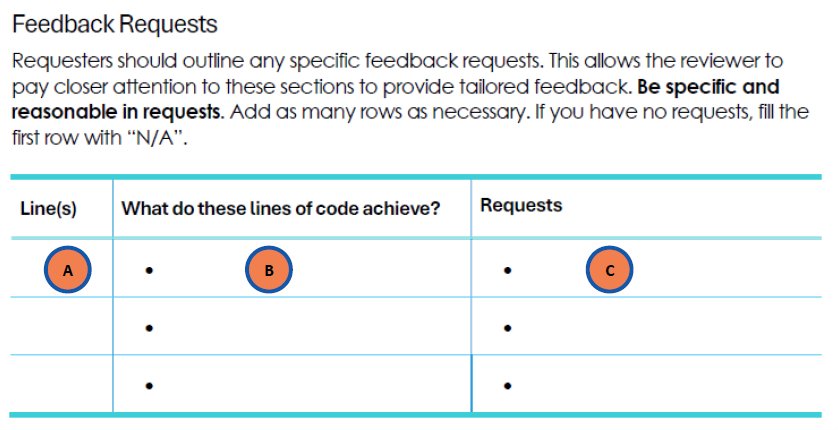 Feedback Requests
Requesters should outline any specific feedback requests. This allows the reviewer to
pay closer attention to these sections to provide tailored feedback. Be specific and
reasonable in requests. Add as many rows as necessary. If you have no requests, fill the
first row with “N/A”.
Line(s) What do these lines of code achieve? Requests
A • B • C
• •
• •